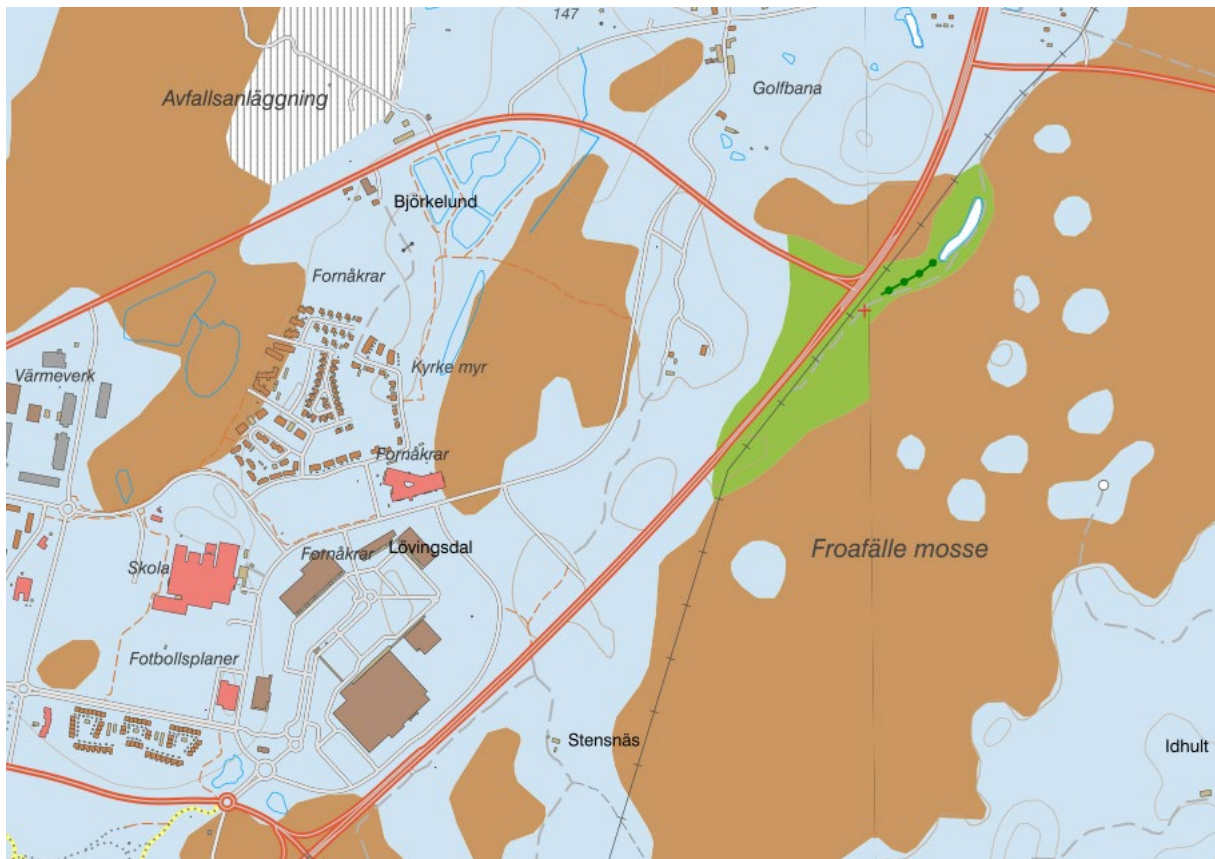 147
Golfbana
Avfallsanläggning
Björkelund
Fornåkrar
Kyrke myr
Värmeverk
Fornåkrar
Fornåkrar
Lövingsdal
Froafälle mosse
Skola
Fotbollsplaner
Stensnäs
Idhult